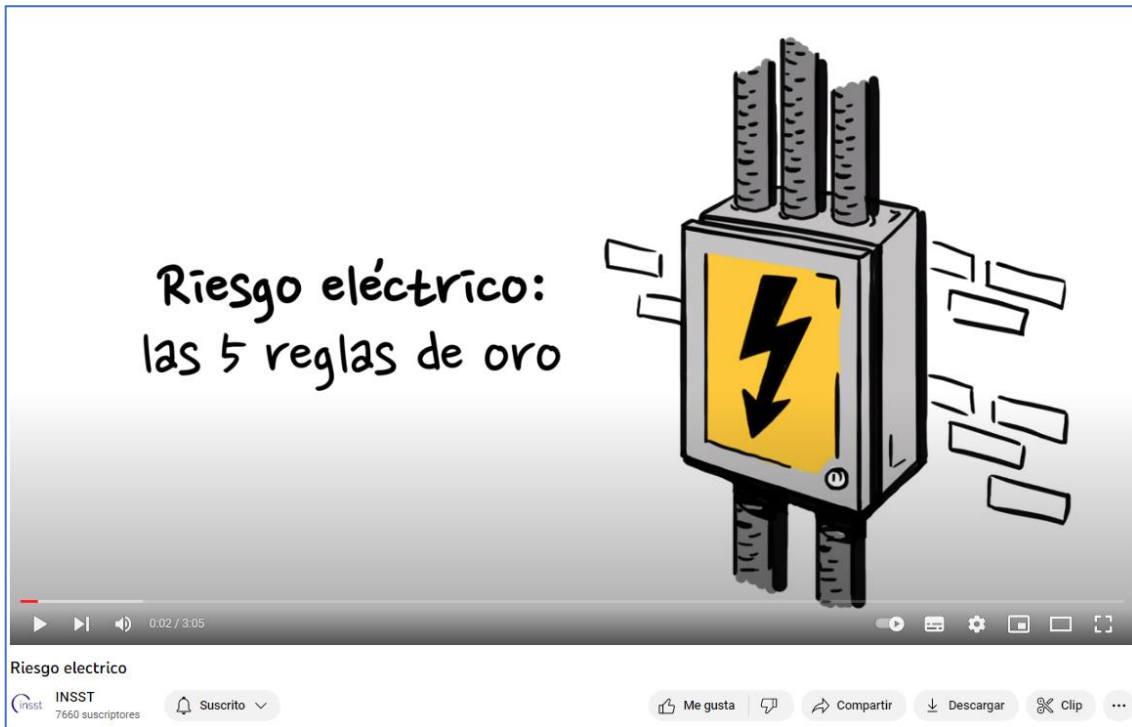 Riesgo eléctrico:
las 5 reglas de oro
0:02 / 3:05
Riesgo electrico
insst
INSST
7660 suscriptores
Suscrito
Me gusta
Compartir
Descargar
Clip